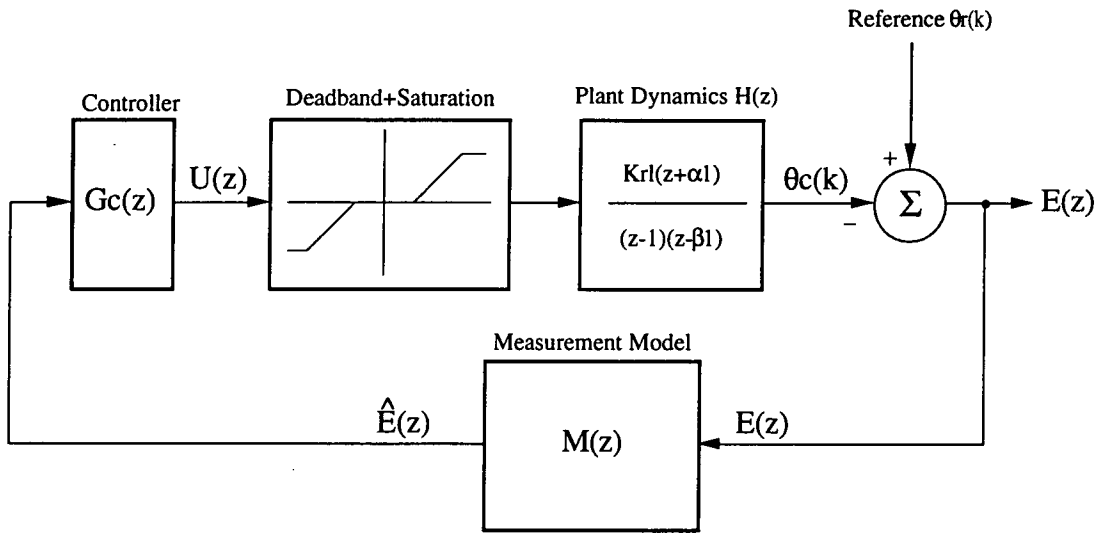 Reference θr(k)
Controller
Deadband+Saturation
Plant Dynamics H(z)
Gc(z)
U(z)
Krl(z+α1)
(z-1)(z-β1)
θc(k)
+
−
Σ
E(z)
Measurement Model
Ê(z)
M(z)
E(z)